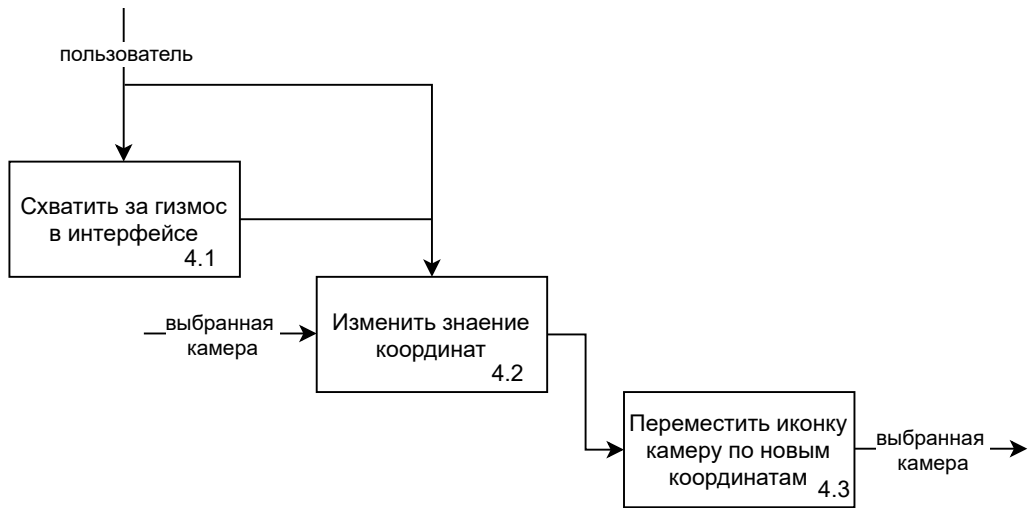 пользователь
Схватить за гизмос
в интерфейсе
4.1
выбранная
камера
Изменить знаение
координат
4.2
Переместить иконку
камеру по новым
координатам
4.3
выбранная
камера